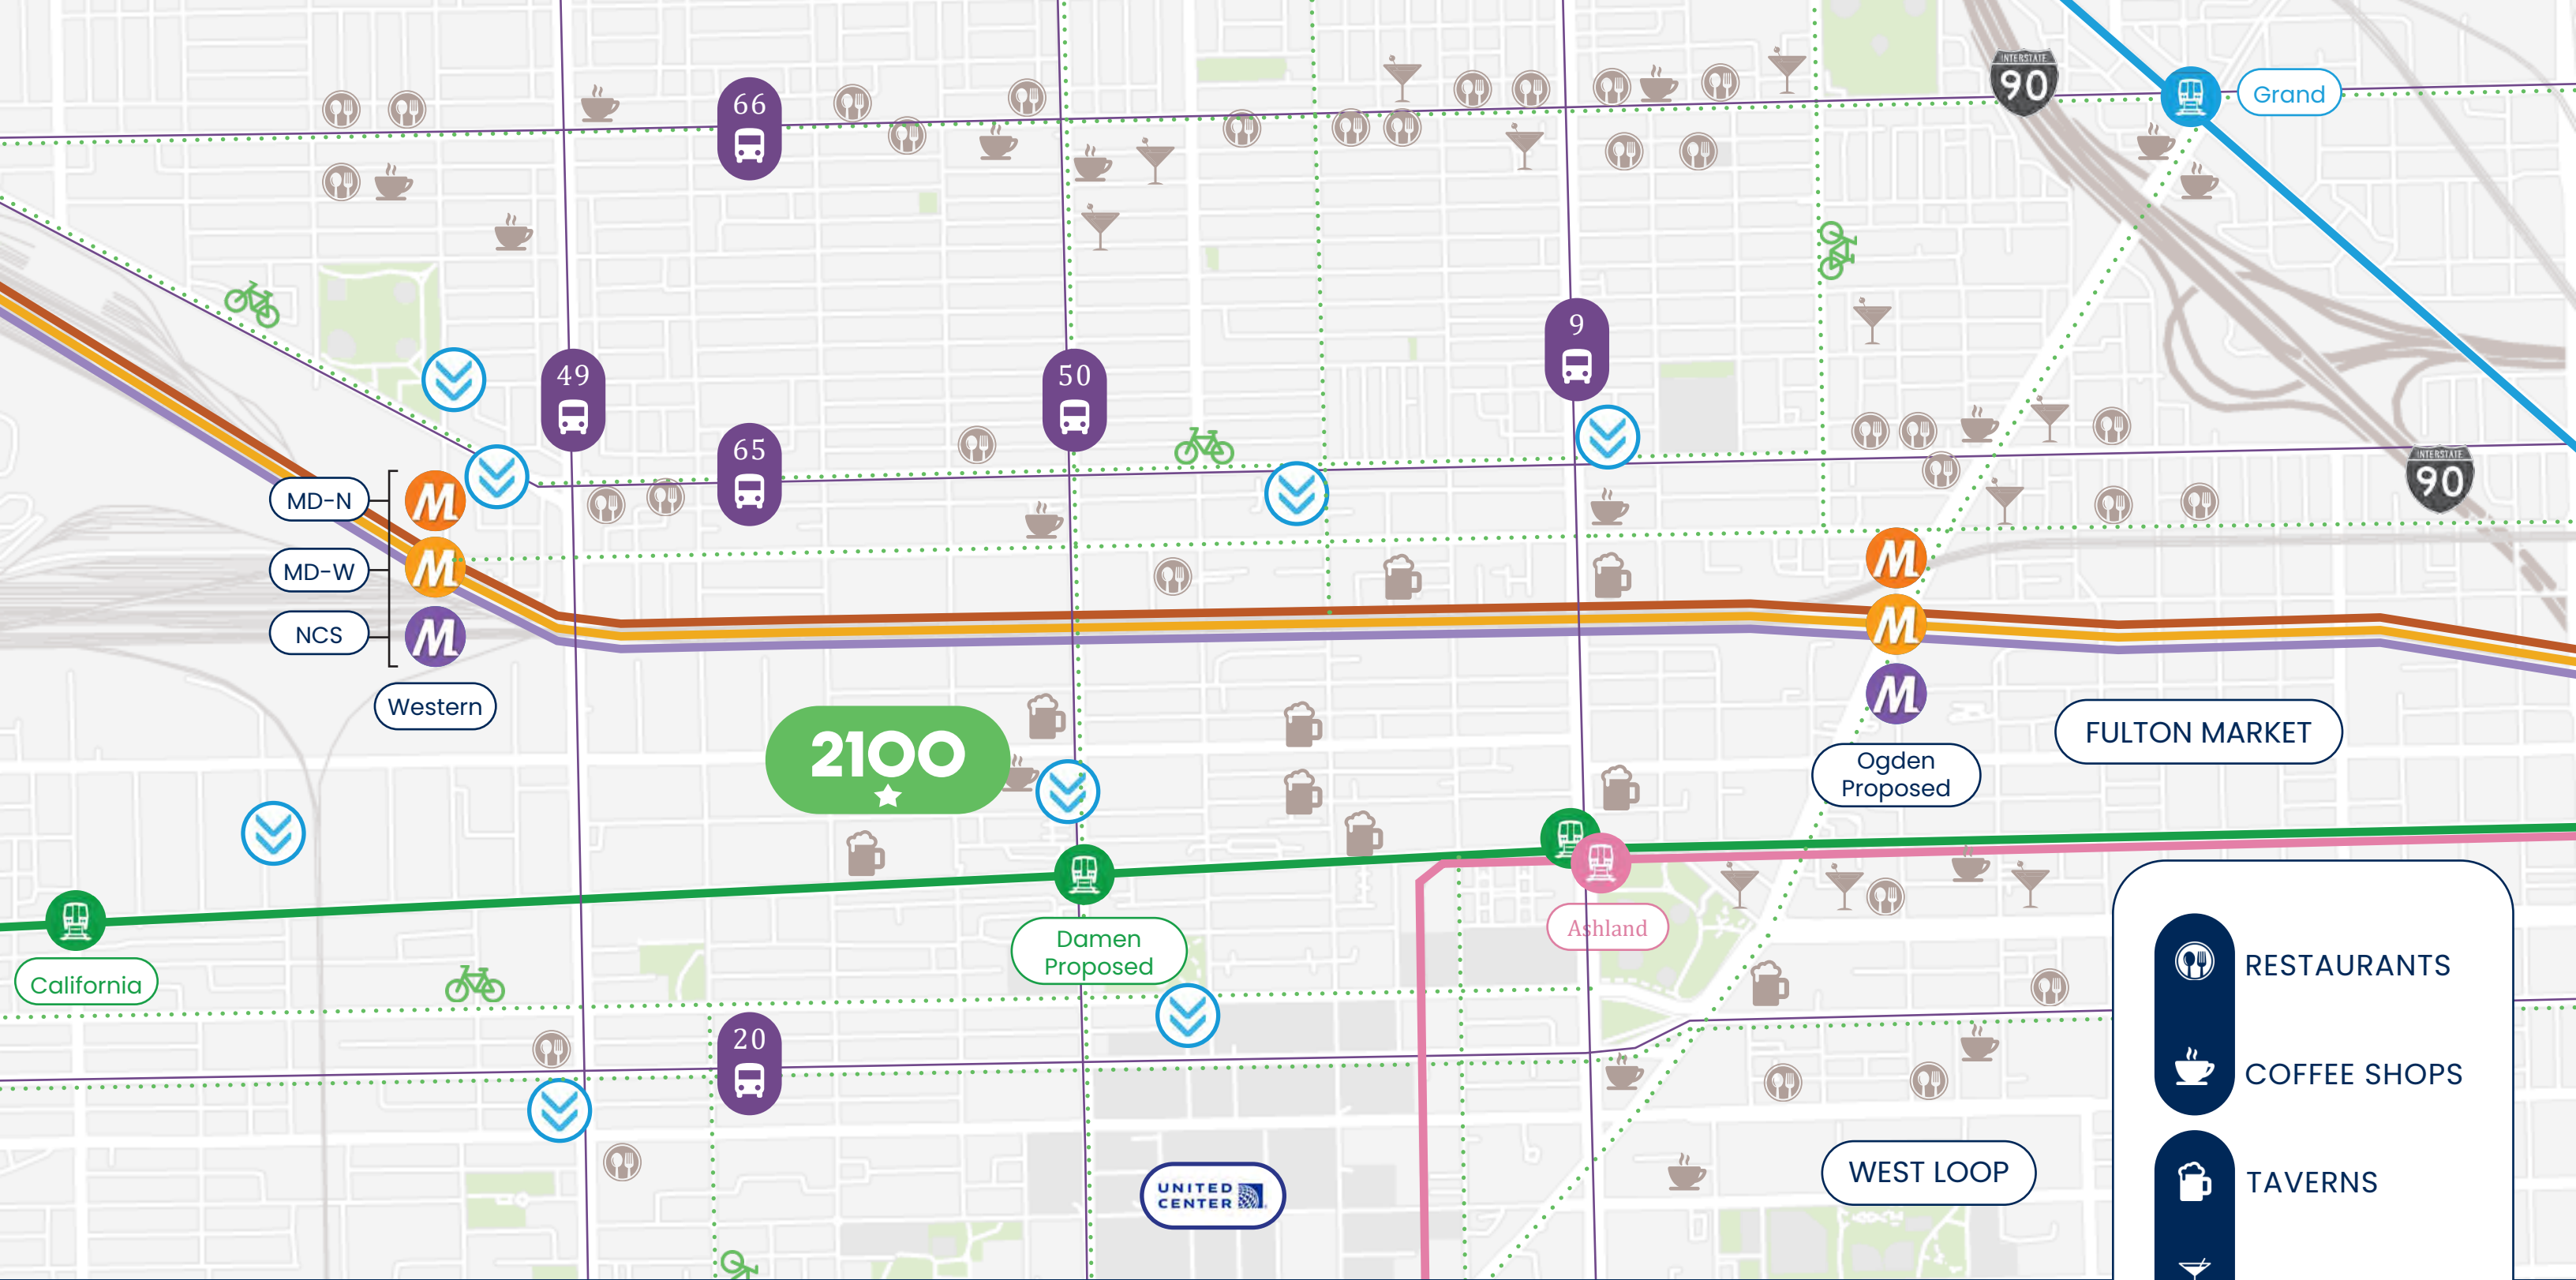 66
INTERSTATE
90
Grand
9
49
50
65
INTERSTATE
90
MD-N
MD-W
NCS
M
M
M
Western
M
M
M
2100
Ogden
Proposed
FULTON MARKET
Ashland
Damen
Proposed
California
20
UNITED
CENTER
WEST LOOP
RESTAURANTS
COFFEE SHOPS
TAVERNS